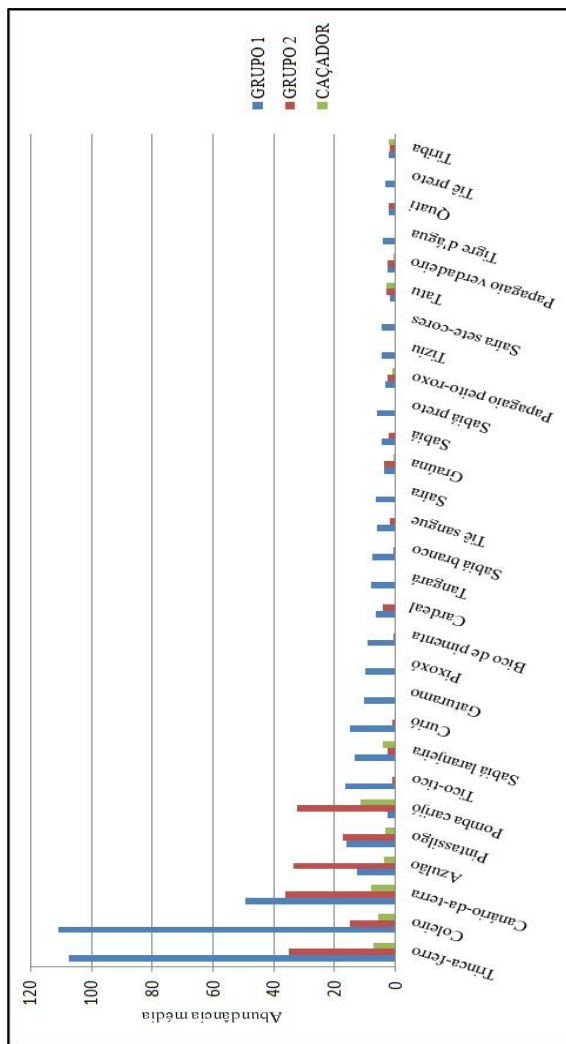 GRUPO 1
GRUPO 2
CAÇADOR
Abundância média
120
100
80
60
40
20
0
Trinca-ferro
Coleiro
Canário-da-terra
Azulão
Pintassilgo
Pomba carijó
Tico-tico
Sabiá laranjeira
Curió
Gaturamo
Pixoxó
Bico de pimenta
Cardeal
Tangará
Sabiá branco
Tiê sangue
Saíra
Graúna
Sabiá
Sabiá preto
Papagaio peito-roxo
Tiziu
Saíra sete-cores
Tatu
Papagaio verdadeiro
Tigre d'água
Quati
Tiê preto
Tiriba